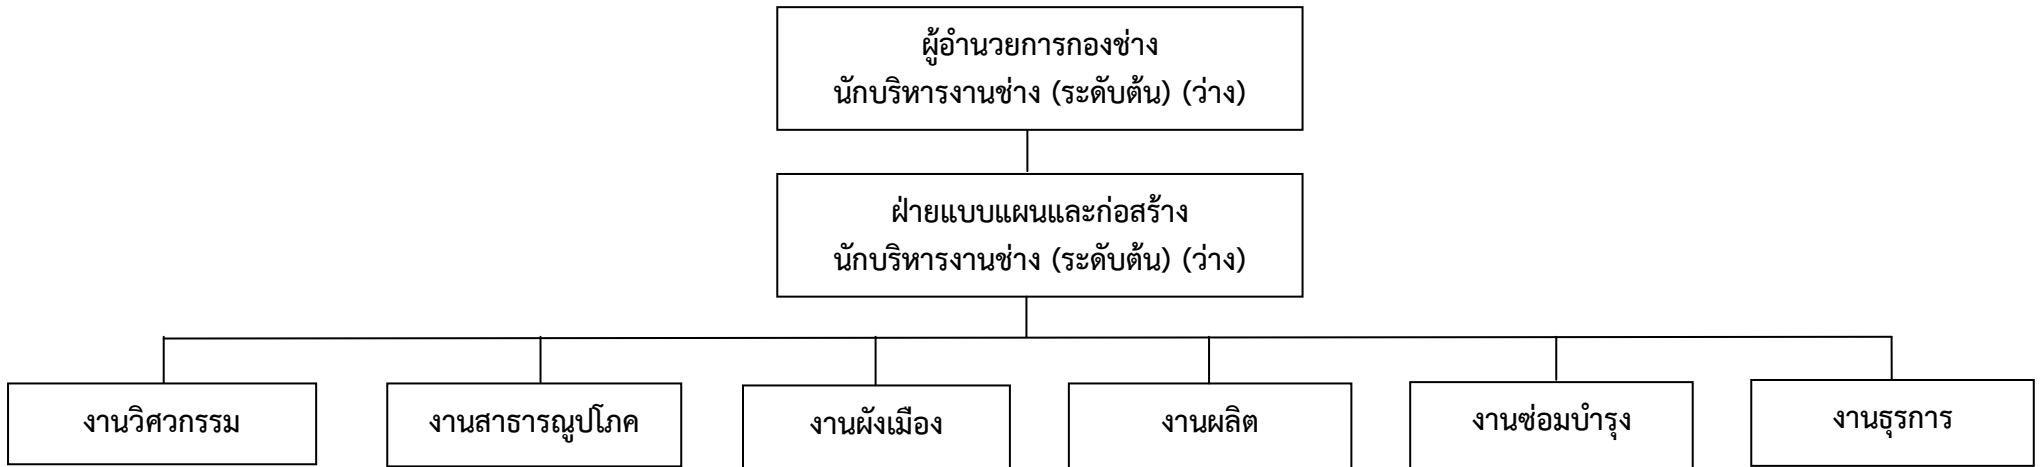 ผู้อำนวยการกองช่าง
นักบริหารงานช่าง (ระดับต้น) (ว่าง)
ฝ่ายแบบแผนและก่อสร้าง
นักบริหารงานช่าง (ระดับต้น) (ว่าง)
งานวิศวกรรม
งานสาธารณูปโภค
งานผังเมือง
งานผลิต
งานซ่อมบำรุง
งานธุรการ